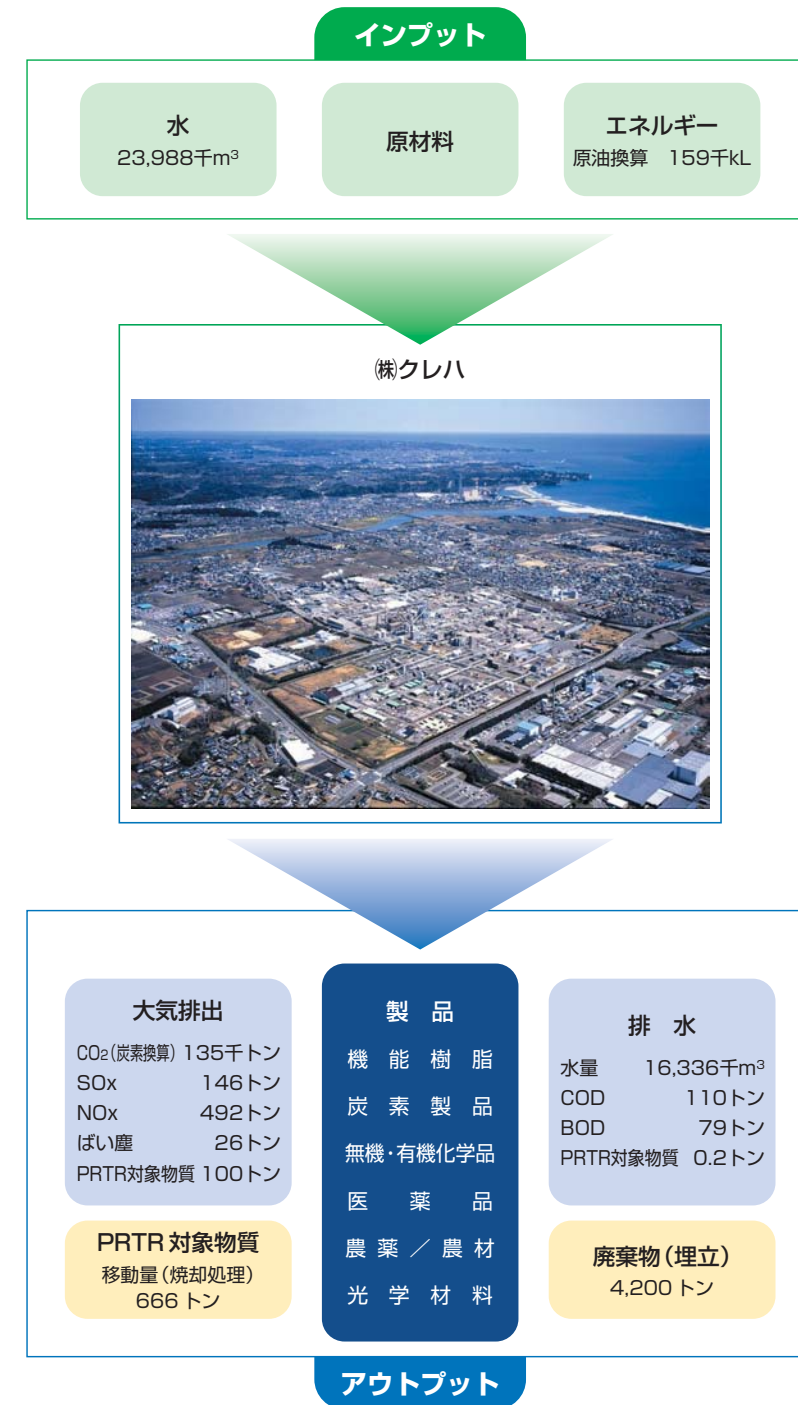 インプット
水
23,988千m³
原材料
エネルギー
原油換算 159千kL
㈱クレハ
大気排出
CO₂(炭素換算) 135千トン
SOx 146トン
NOx 492トン
ばい塵 26トン
PRTR対象物質 100トン
PRTR 対象物質
移動量(焼却処理)
666 トン
製 品
機 能 樹 脂
炭 素 製 品
無機・有機化学品
医 薬 品
農 薬 ／ 農 材
光 学 材 料
排 水
水量 16,336千m³
COD 110トン
BOD 79トン
PRTR対象物質 0.2トン
廃棄物(埋立)
4,200 トン
アウトプット